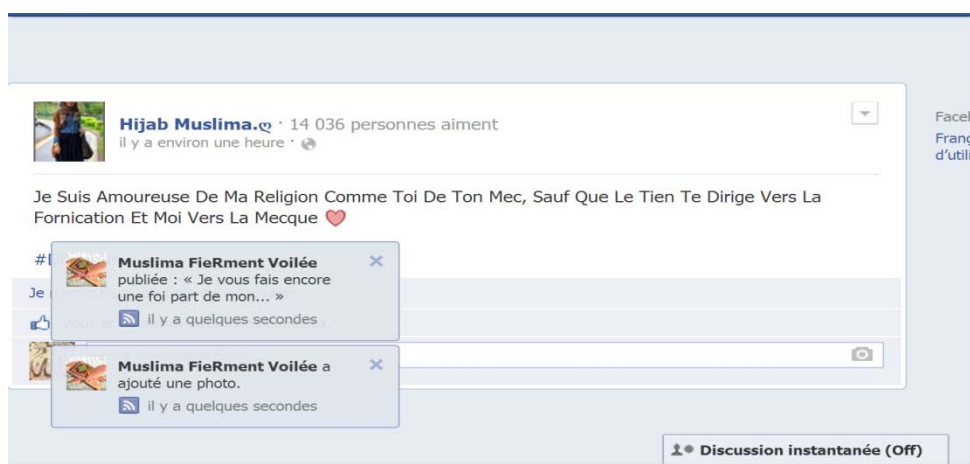 Hijab Muslima.ღ · 14 036 personnes aiment
il y a environ une heure ·
Je Suis Amoureuse De Ma Religion Comme Toi De Ton Mec, Sauf Que Le Tien Te Dirige Vers La
Fornication Et Moi Vers La Mecque
Muslima FieRment Voilée
publiée : « Je vous fais encore
une foi part de mon... »
il y a quelques secondes
Je
Muslima FieRment Voilée a
ajouté une photo.
il y a quelques secondes
Discussion instantanée (Off)